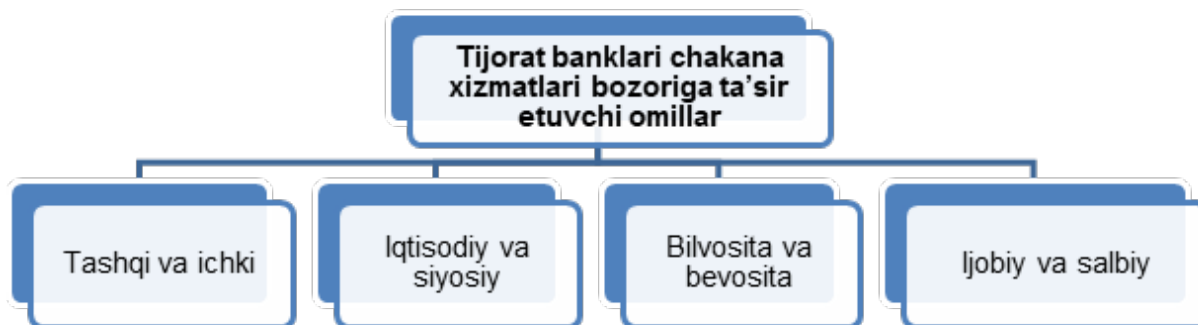 Tijorat banklari chakana
xizmatlari bozoriga ta’sir
etuvchi omillar
Tashqi va ichki
Iqtisodiy va
siyosiy
Bilvosita va
bevosita
Ijobiy va salbiy